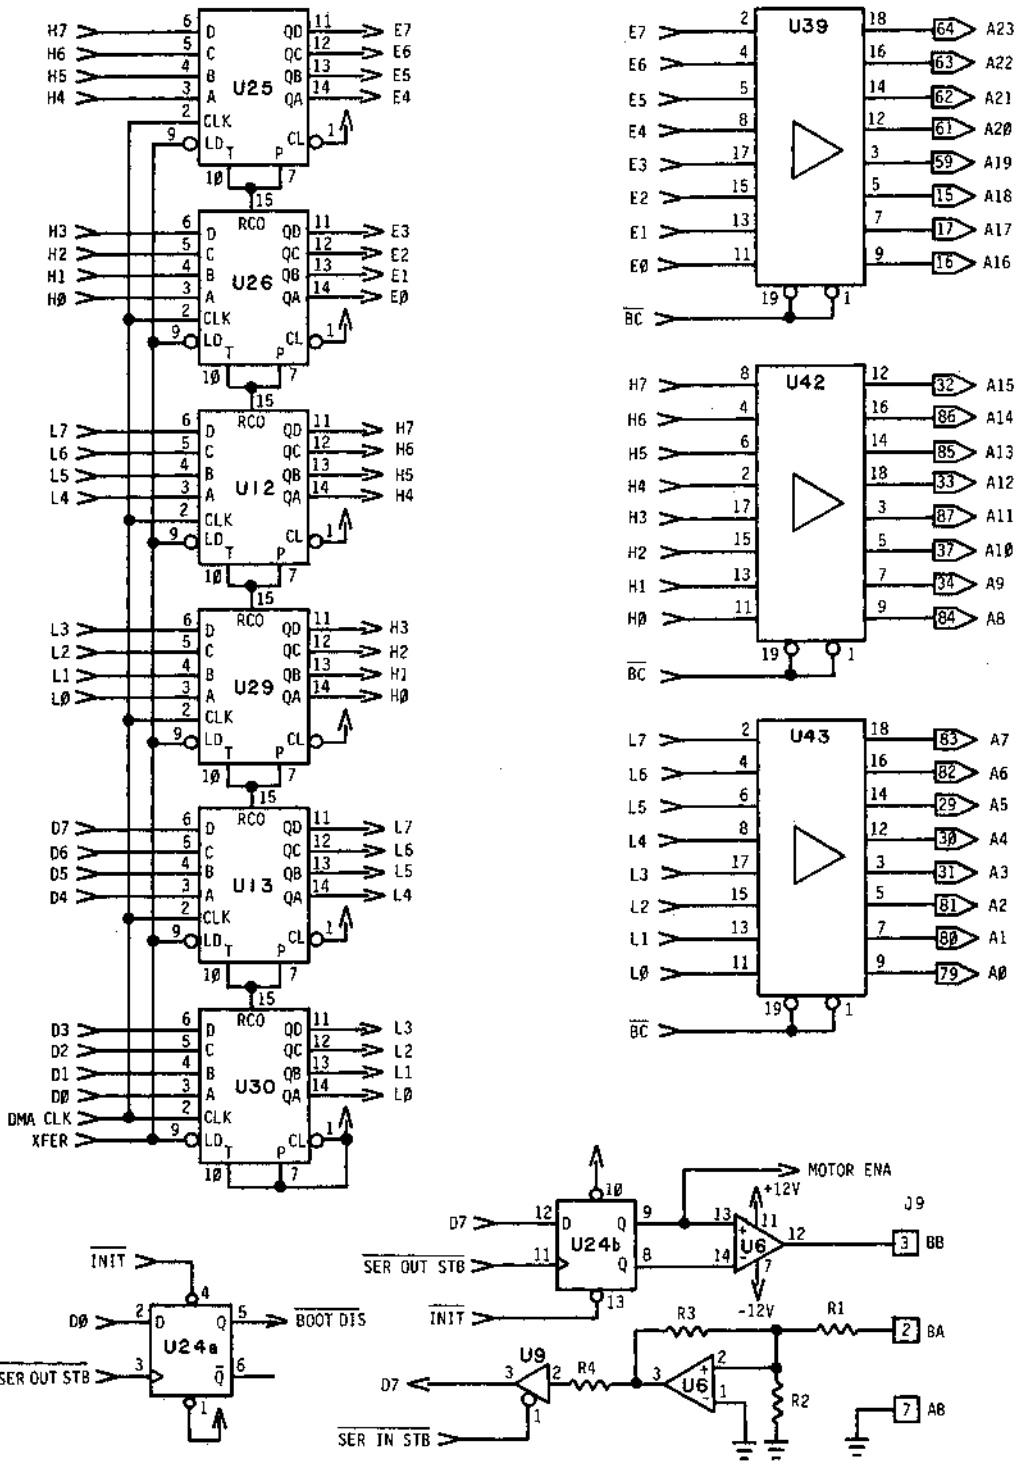 H7 6 D QD 11 E7
H6 5 C QC 12 E6
H5 4 B U25 QB 13 E5
H4 3 A QA 14 E4
2 CLK CL 1
9 LD T P
10 7
15
RCO
H3 6 D QD 11 E3
H2 5 C QC 12 E2
H1 4 B U26 QB 13 E1
HØ 3 A QA 14 EØ
2 CLK CL 1
9 LD T P
1Ø 7
15
RCO
L7 6 D QD 11 H7
L6 5 C QC 12 H6
L5 4 B U12 QB 13 H5
L4 3 A QA 14 H4
2 CLK CL 1
9 LD T P
1Ø 7
15
RCO
L3 6 D QD 11 H3
L2 5 C QC 12 H2
L1 4 B U29 QB 13 H1
LØ 3 A QA 14 HØ
2 CLK CL 1
9 LD T P
1Ø 7
15
RCO
D7 6 D QD 11 L7
D6 5 C QC 12 L6
D5 4 B U13 QB 13 L5
D4 3 A QA 14 L4
2 CLK CL 1
9 LD T P
1Ø 7
15
RCO
D3 6 D QD 11 L3
D2 5 C QC 12 L2
D1 4 B U30 QB 13 L1
DØ 3 A QA 14 LØ
DMA CLK 2 CLK
XFER 9 LD T P CL 1
1Ø 7
U39
E7 2 18 64 A23
E6 4 16 63 A22
E5 5 14 62 A21
E4 8 12 61 A2Ø
E3 17 3 59 A19
E2 15 5 15 A18
E1 13 7 17 A17
EØ 11 9 16 A16
BC 19 1
U42
H7 8 12 32 A15
H6 4 16 86 A14
H5 6 14 85 A13
H4 2 18 33 A12
H3 17 3 87 A11
H2 15 5 37 A1Ø
H1 13 7 34 A9
HØ 11 9 84 A8
BC 19 1
U43
L7 2 18 83 A7
L6 4 16 82 A6
L5 6 14 29 A5
L4 8 12 3Ø A4
L3 17 3 31 A3
L2 15 5 81 A2
L1 13 7 8Ø A1
LØ 11 9 79 AØ
BC 19 1
1Ø MOTOR ENA
+12V J9
D7 12 D Q 9 13 + 11 12 3 BB
U24b U6
SER OUT STB 11 Q 8 14 - 7
INIT 13 -12V
INIT 4
DØ 2 D Q 5 BOOT DIS
U24a
SER OUT STB 3 Q 6
1
R3 R1 2 BA
U9
D7 3 2 R4 3 U6 + 2 - 1 R2
1
SER IN STB
7 AB